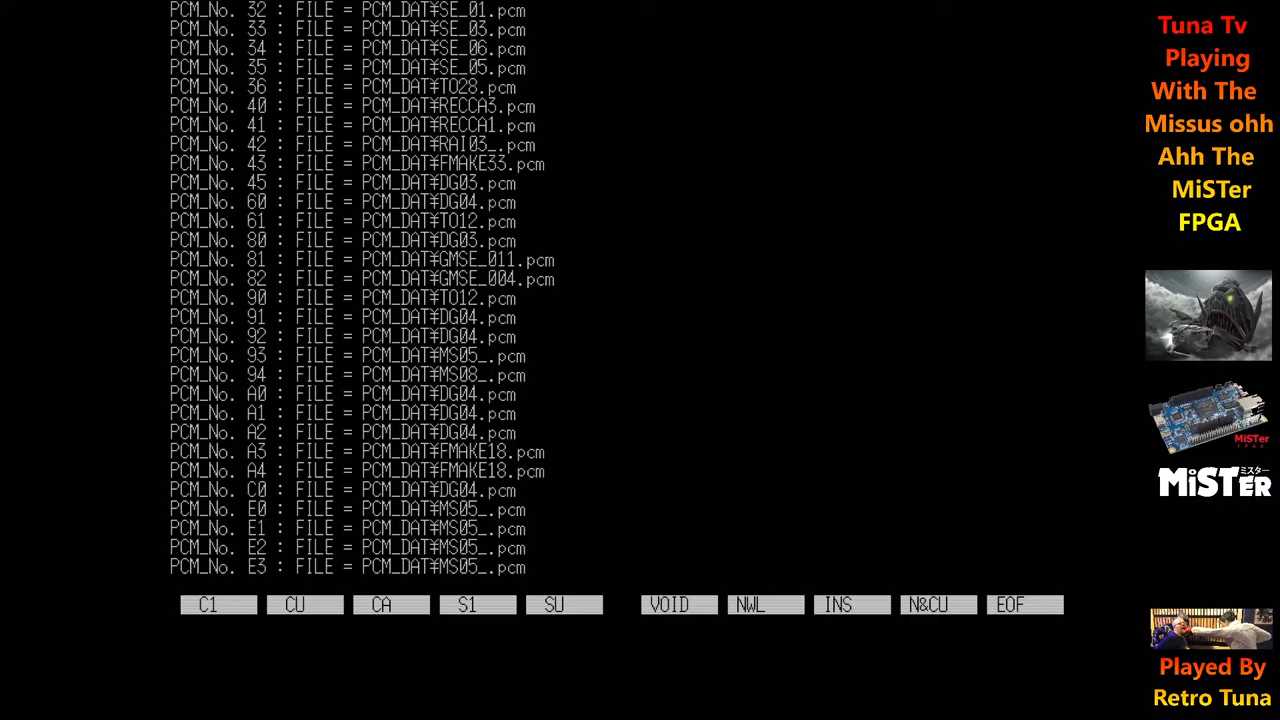 PCM_No. 32 : FILE = PCM_DAT¥SE_01.pcm
PCM_No. 33 : FILE = PCM_DAT¥SE_03.pcm
PCM_No. 34 : FILE = PCM_DAT¥SE_06.pcm
PCM_No. 35 : FILE = PCM_DAT¥SE_05.pcm
PCM_No. 36 : FILE = PCM_DAT¥TO28.pcm
PCM_No. 40 : FILE = PCM_DAT¥RECCA3.pcm
PCM_No. 41 : FILE = PCM_DAT¥RECCA1.pcm
PCM_No. 42 : FILE = PCM_DAT¥RAI03_.pcm
PCM_No. 43 : FILE = PCM_DAT¥FMAKE33.pcm
PCM_No. 45 : FILE = PCM_DAT¥DG03.pcm
PCM_No. 60 : FILE = PCM_DAT¥DG04.pcm
PCM_No. 61 : FILE = PCM_DAT¥TO12.pcm
PCM_No. 80 : FILE = PCM_DAT¥DG03.pcm
PCM_No. 81 : FILE = PCM_DAT¥GMSE_011.pcm
PCM_No. 82 : FILE = PCM_DAT¥GMSE_004.pcm
PCM_No. 90 : FILE = PCM_DAT¥TO12.pcm
PCM_No. 91 : FILE = PCM_DAT¥DG04.pcm
PCM_No. 92 : FILE = PCM_DAT¥DG04.pcm
PCM_No. 93 : FILE = PCM_DAT¥MS05_.pcm
PCM_No. 94 : FILE = PCM_DAT¥MS08_.pcm
PCM_No. A0 : FILE = PCM_DAT¥DG04.pcm
PCM_No. A1 : FILE = PCM_DAT¥DG04.pcm
PCM_No. A2 : FILE = PCM_DAT¥DG04.pcm
PCM_No. A3 : FILE = PCM_DAT¥FMAKE18.pcm
PCM_No. A4 : FILE = PCM_DAT¥FMAKE18.pcm
PCM_No. C0 : FILE = PCM_DAT¥DG04.pcm
PCM_No. E0 : FILE = PCM_DAT¥MS05_.pcm
PCM_No. E1 : FILE = PCM_DAT¥MS05_.pcm
PCM_No. E2 : FILE = PCM_DAT¥MS05_.pcm
PCM_No. E3 : FILE = PCM_DAT¥MS05_.pcm
C1 CU CA S1 SU VOID NWL INS N&CU EOF
Tuna Tv
Playing
With The
Missus ohh
Ahh The
MiSTer
FPGA
MiSTer
FPGA
MiSTER
ミスター
Played By
Retro Tuna